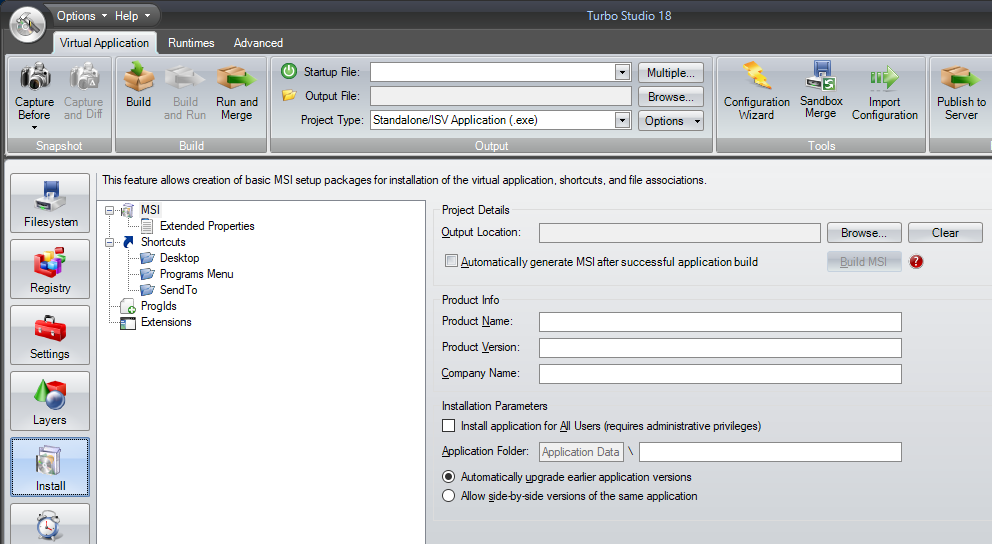 Options Help Turbo Studio 18
Virtual Application Runtimes Advanced
Capture Before
Capture and Diff
Snapshot
Build
Build and Run
Run and Merge
Build
Startup File: Multiple...
Output File: Browse...
Project Type: Standalone/ISV Application (.exe) Options
Output
Configuration Wizard
Sandbox Merge
Import Configuration
Tools
Publish to Server
This feature allows creation of basic MSI setup packages for installation of the virtual application, shortcuts, and file associations.
Filesystem
Registry
Settings
Layers
Install
MSI
Extended Properties
Shortcuts
Desktop
Programs Menu
SendTo
ProgIds
Extensions
Project Details
Output Location: Browse... Clear
Automatically generate MSI after successful application build Build MSI ?
Product Info
Product Name:
Product Version:
Company Name:
Installation Parameters
Install application for All Users (requires administrative privileges)
Application Folder: Application Data \
Automatically upgrade earlier application versions
Allow side-by-side versions of the same application